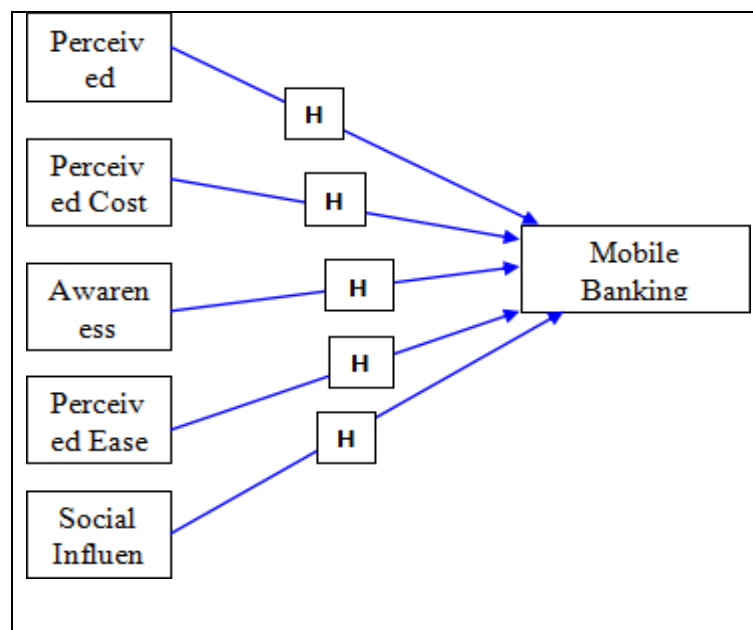 Perceiv
ed
H
Perceiv
ed Cost
H
Mobile
Banking
Awaren
ess
H
Perceiv
ed Ease
H
Social
Influen
H